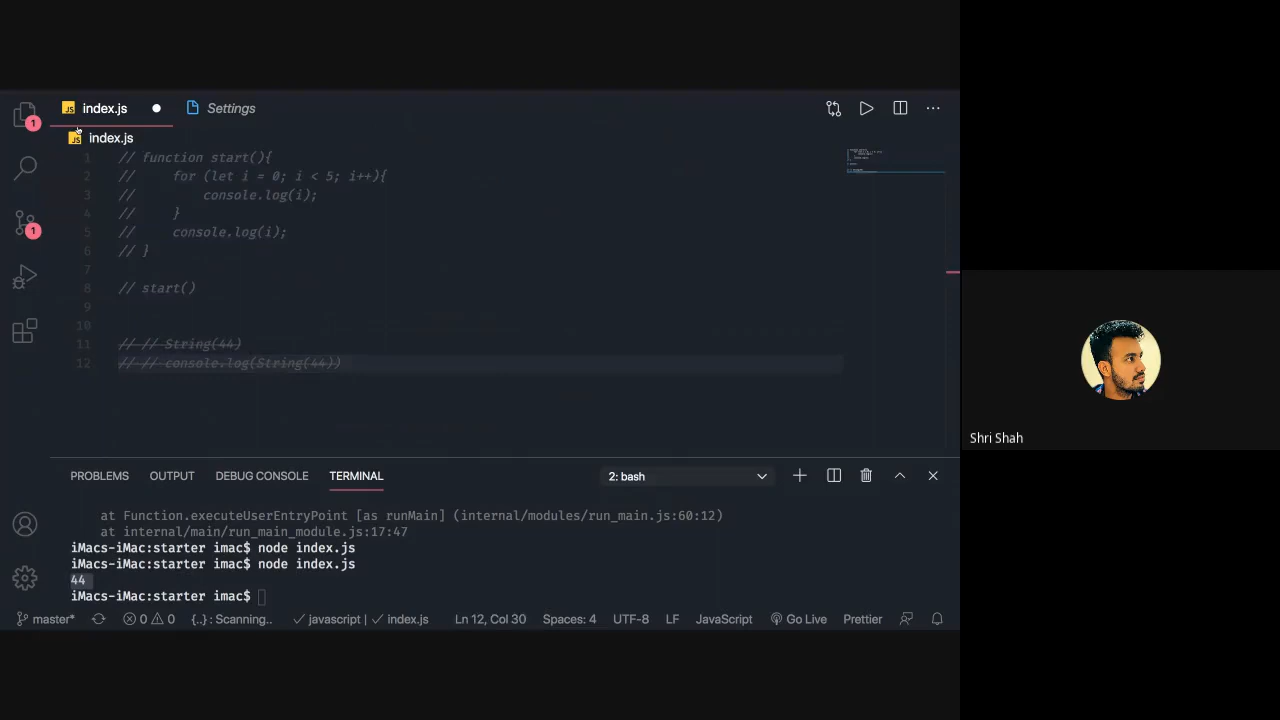 JS index.js ● Settings
1
JS index.js
1 // function start(){
2 //     for (let i = 0; i < 5; i++){
3 //         console.log(i);
4 //     }
5 //     console.log(i);
6 // }
7
8 // start()
9
10
11 // // String(44)
12 // // console.log(String(44))
1
Shri Shah
PROBLEMS OUTPUT DEBUG CONSOLE TERMINAL 2: bash
at Function.executeUserEntryPoint [as runMain] (internal/modules/run_main.js:60:12)
at internal/main/run_main_module.js:17:47
iMacs-iMac:starter imac$ node index.js
iMacs-iMac:starter imac$ node index.js
44
iMacs-iMac:starter imac$
master* 0 0 {..} : Scanning.. javascript | index.js Ln 12, Col 30 Spaces: 4 UTF-8 LF JavaScript Go Live Prettier